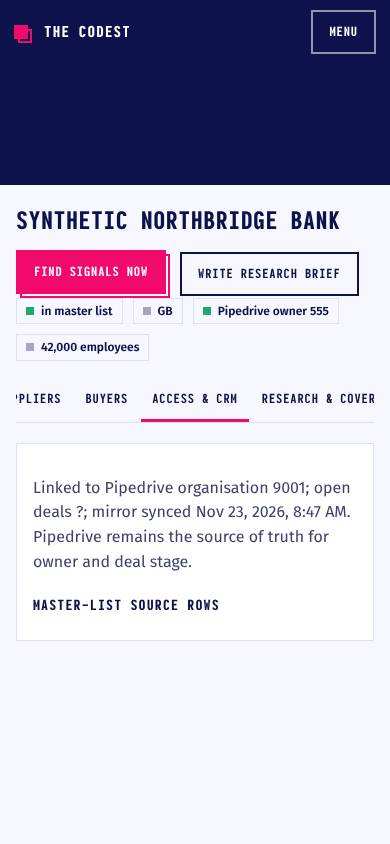 THE CODEST
MENU
SYNTHETIC NORTHBRIDGE BANK
FIND SIGNALS NOW
WRITE RESEARCH BRIEF
in master list
GB
Pipedrive owner 555
42,000 employees
PPLIERS
BUYERS
ACCESS & CRM
RESEARCH & COVER
Linked to Pipedrive organisation 9001; open
deals ?; mirror synced Nov 23, 2026, 8:47 AM.
Pipedrive remains the source of truth for
owner and deal stage.
MASTER-LIST SOURCE ROWS